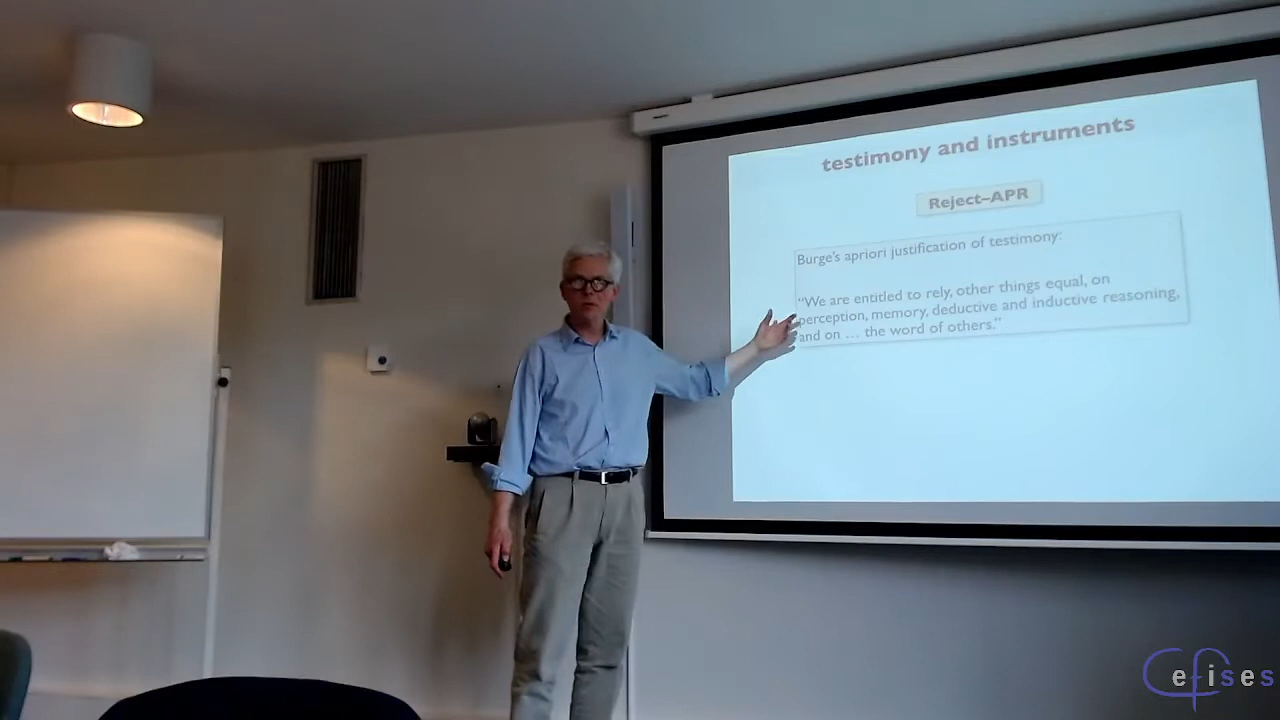 testimony and instruments
Reject–APR
Burge's apriori justification of testimony:
"We are entitled to rely, other things equal, on
perception, memory, deductive and inductive reasoning,
and on ... the word of others."
Cefises